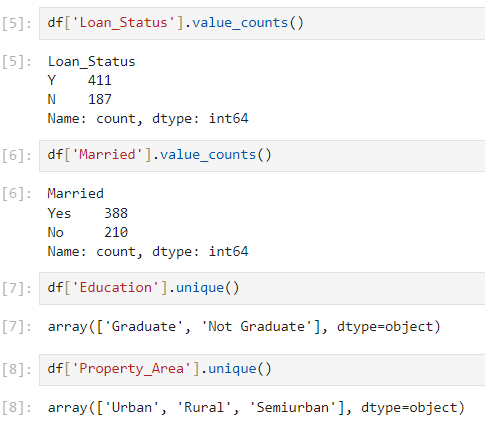 [5]: df['Loan_Status'].value_counts()
[5]: Loan_Status
Y    411
N    187
Name: count, dtype: int64
[6]: df['Married'].value_counts()
[6]: Married
Yes    388
No     210
Name: count, dtype: int64
[7]: df['Education'].unique()
[7]: array(['Graduate', 'Not Graduate'], dtype=object)
[8]: df['Property_Area'].unique()
[8]: array(['Urban', 'Rural', 'Semiurban'], dtype=object)